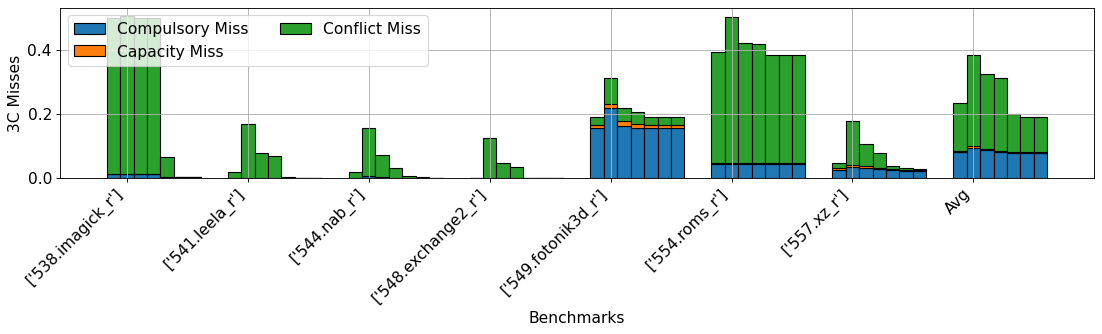 Compulsory Miss
Capacity Miss
Conflict Miss
3C Misses
0.4
0.2
0.0
['538.imagick_r']
['541.leela_r']
['544.nab_r']
['548.exchange2_r']
['549.fotonik3d_r']
['554.roms_r']
['557.xz_r']
Avg
Benchmarks